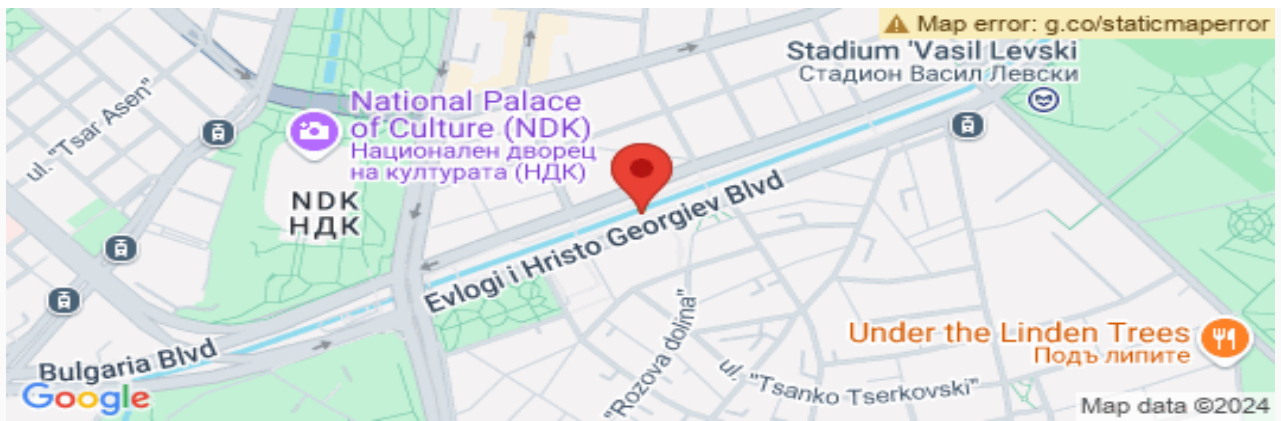 Map error: g.co/staticmaperror
Stadium 'Vasil Levski
Стадион Васил Левски
National Palace
of Culture (NDK)
Национален дворец
на културата (НДК)
ul. "Tsar Asen"
NDK
НДК
Evlogi i Hristo Georgiev Blvd
Under the Linden Trees
Подъ липите
"Rozova dolina"
ul. "Tsanko Tserkovski"
Bulgaria Blvd
Google
Map data ©2024